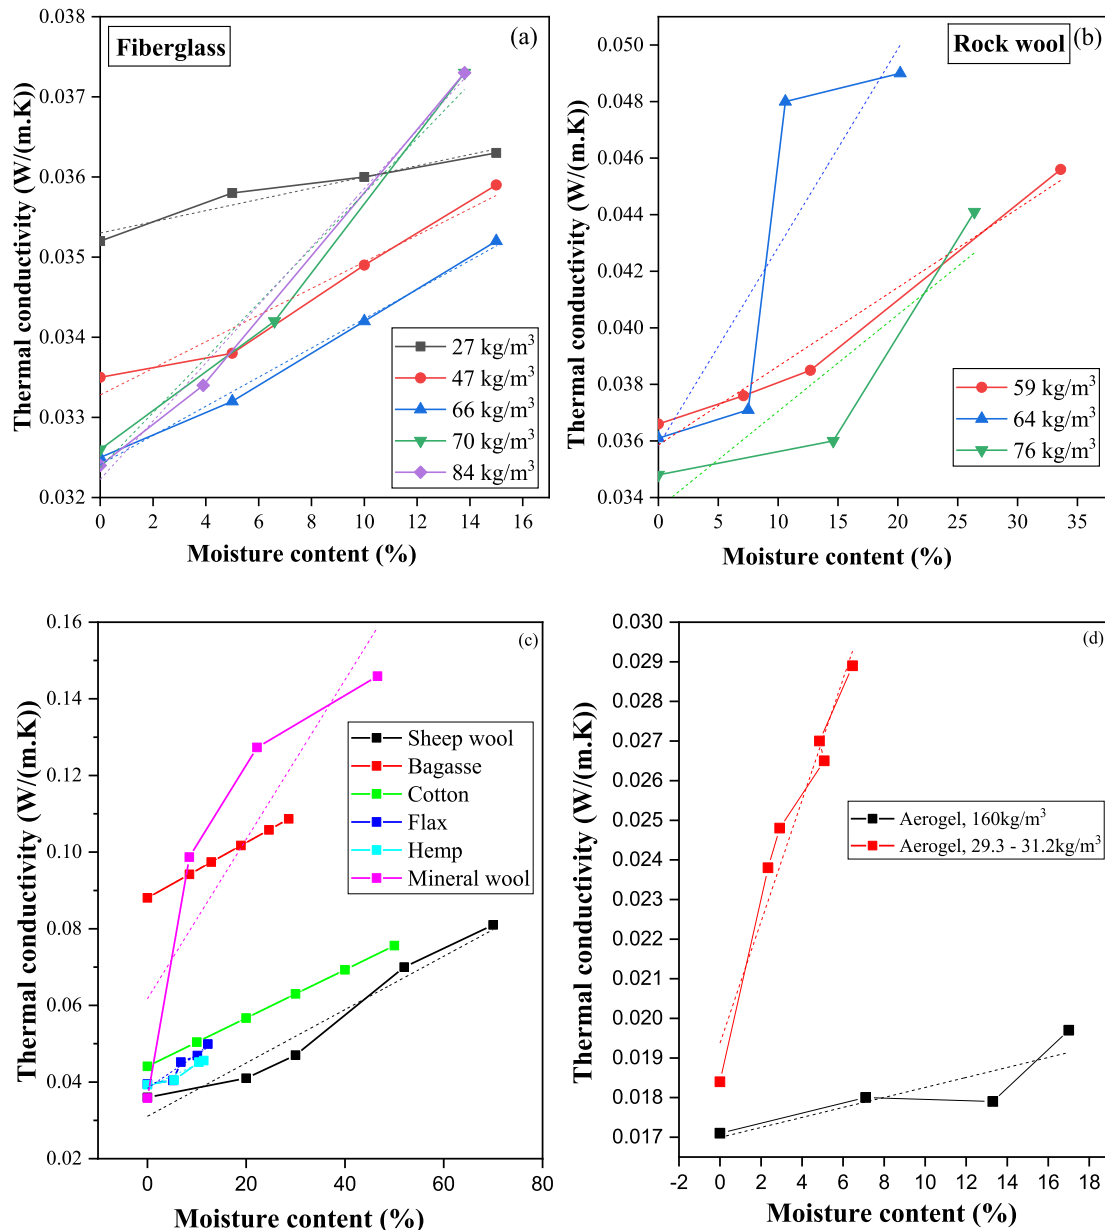 (a)
Fiberglass
0.038
0.037
0.036
0.035
0.034
0.033
0.032
Thermal conductivity (W/(m.K))
27 kg/m³
47 kg/m³
66 kg/m³
70 kg/m³
84 kg/m³
0 2 4 6 8 10 12 14 16
Moisture content (%)
(b)
Rock wool
0.050
0.048
0.046
0.044
0.042
0.040
0.038
0.036
0.034
Thermal conductivity (W/(m.K))
59 kg/m³
64 kg/m³
76 kg/m³
0 5 10 15 20 25 30 35
Moisture content (%)
(c)
0.16
0.14
0.12
0.10
0.08
0.06
0.04
0.02
Thermal conductivity (W/(m.K))
Sheep wool
Bagasse
Cotton
Flax
Hemp
Mineral wool
0 20 40 60 80
Moisture content (%)
(d)
0.030
0.029
0.028
0.027
0.026
0.025
0.024
0.023
0.022
0.021
0.020
0.019
0.018
0.017
Thermal conductivity (W/(m.K))
Aerogel, 160kg/m³
Aerogel, 29.3 - 31.2kg/m³
-2 0 2 4 6 8 10 12 14 16 18
Moisture content (%)